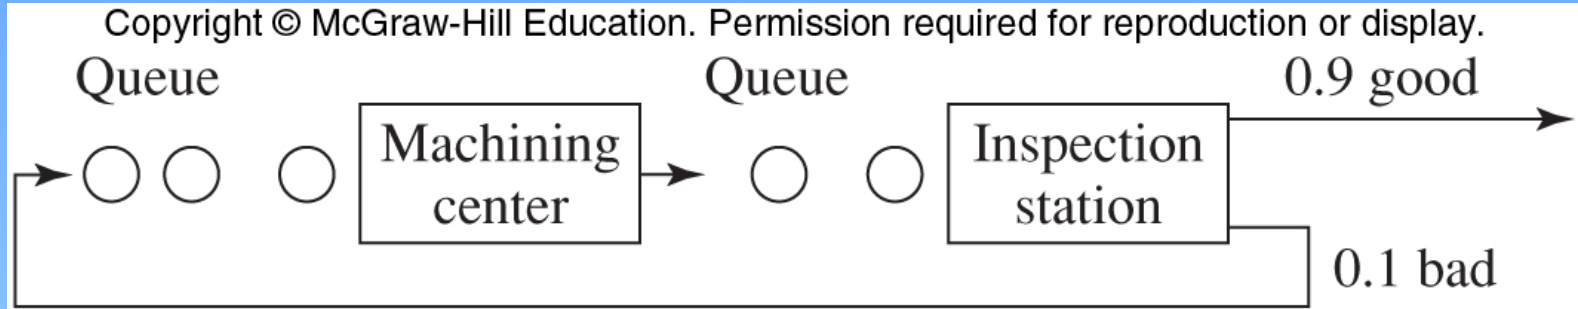 Copyright © McGraw-Hill Education. Permission required for reproduction or display.
Queue
Queue
0.9 good
Machining
center
Inspection
station
0.1 bad